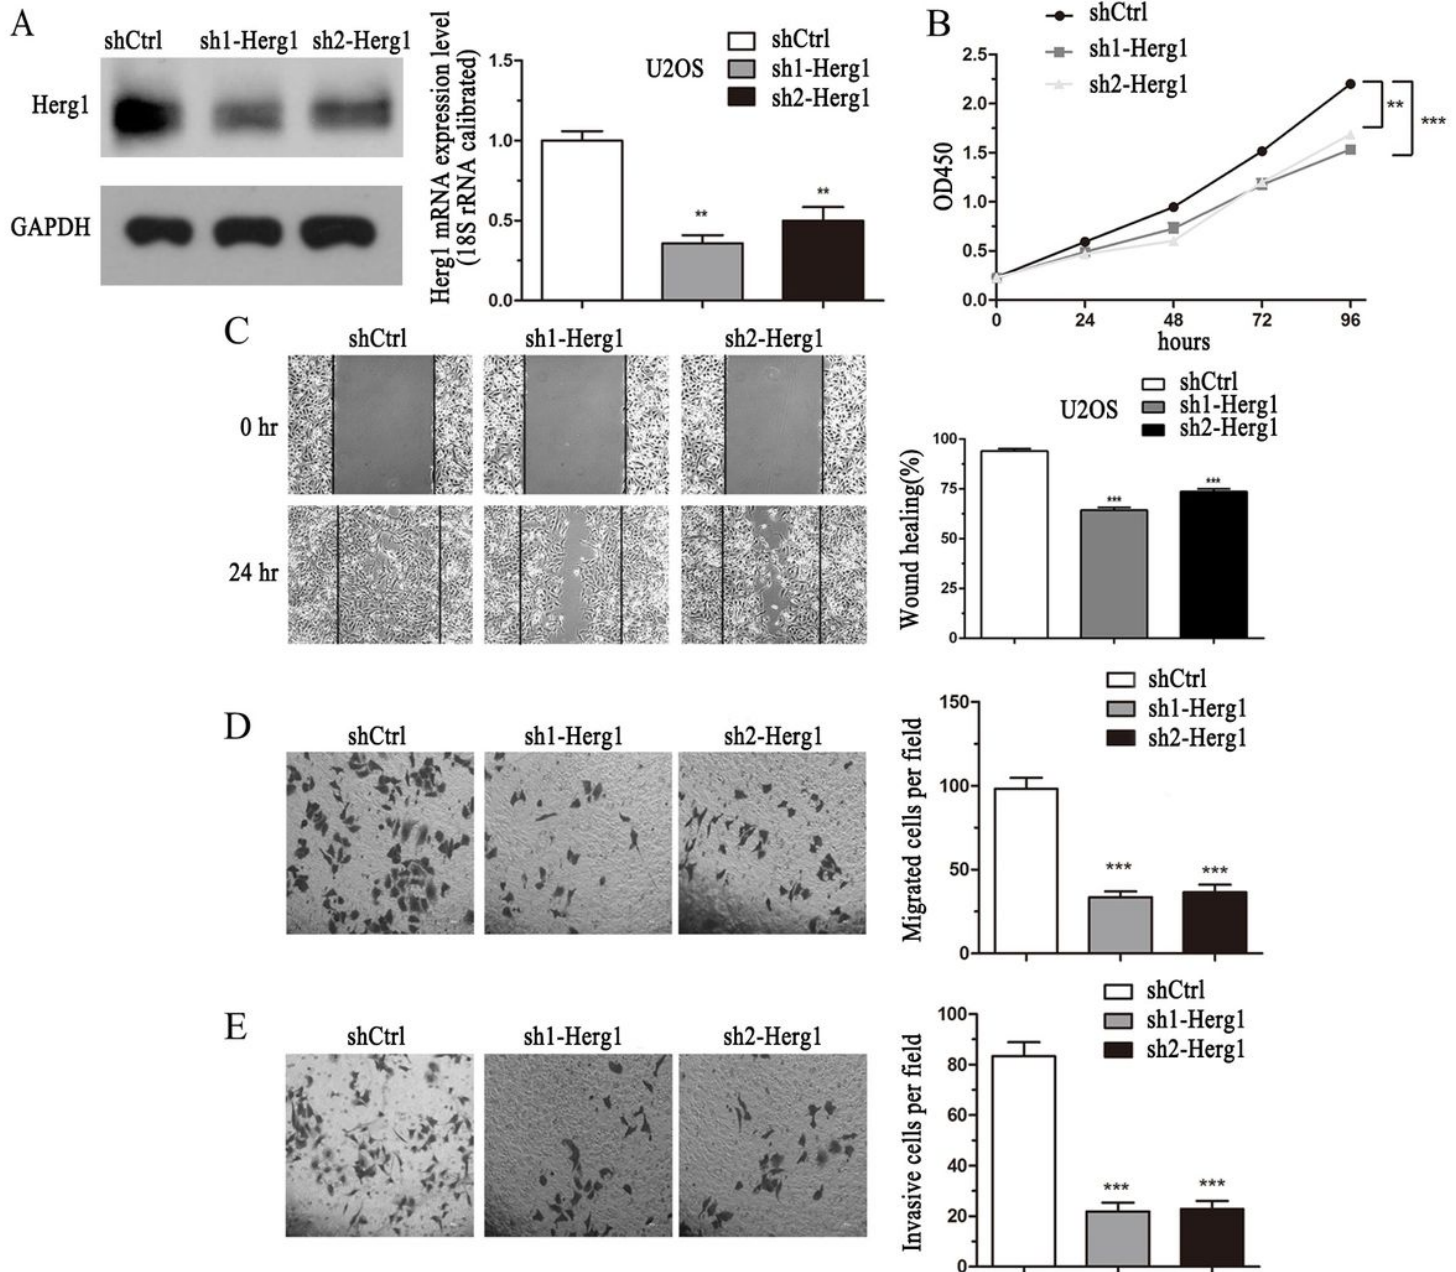 A
shCtrl sh1-Herg1 sh2-Herg1
Herg1
GAPDH
Herg1 mRNA expression level
(18S rRNA calibrated)
1.5
1.0
0.5
0.0
U2OS
shCtrl
sh1-Herg1
sh2-Herg1
**
**
B
shCtrl
sh1-Herg1
sh2-Herg1
OD450
2.5
2.0
1.5
1.0
0.5
0.0
0 24 48 72 96
hours
**
***
C
shCtrl sh1-Herg1 sh2-Herg1
0 hr
24 hr
U2OS
shCtrl
sh1-Herg1
sh2-Herg1
Wound healing(%)
100
75
50
25
0
***
***
D
shCtrl sh1-Herg1 sh2-Herg1
shCtrl
sh1-Herg1
sh2-Herg1
Migrated cells per field
150
100
50
0
***
***
E
shCtrl sh1-Herg1 sh2-Herg1
shCtrl
sh1-Herg1
sh2-Herg1
Invasive cells per field
100
80
60
40
20
0
***
***